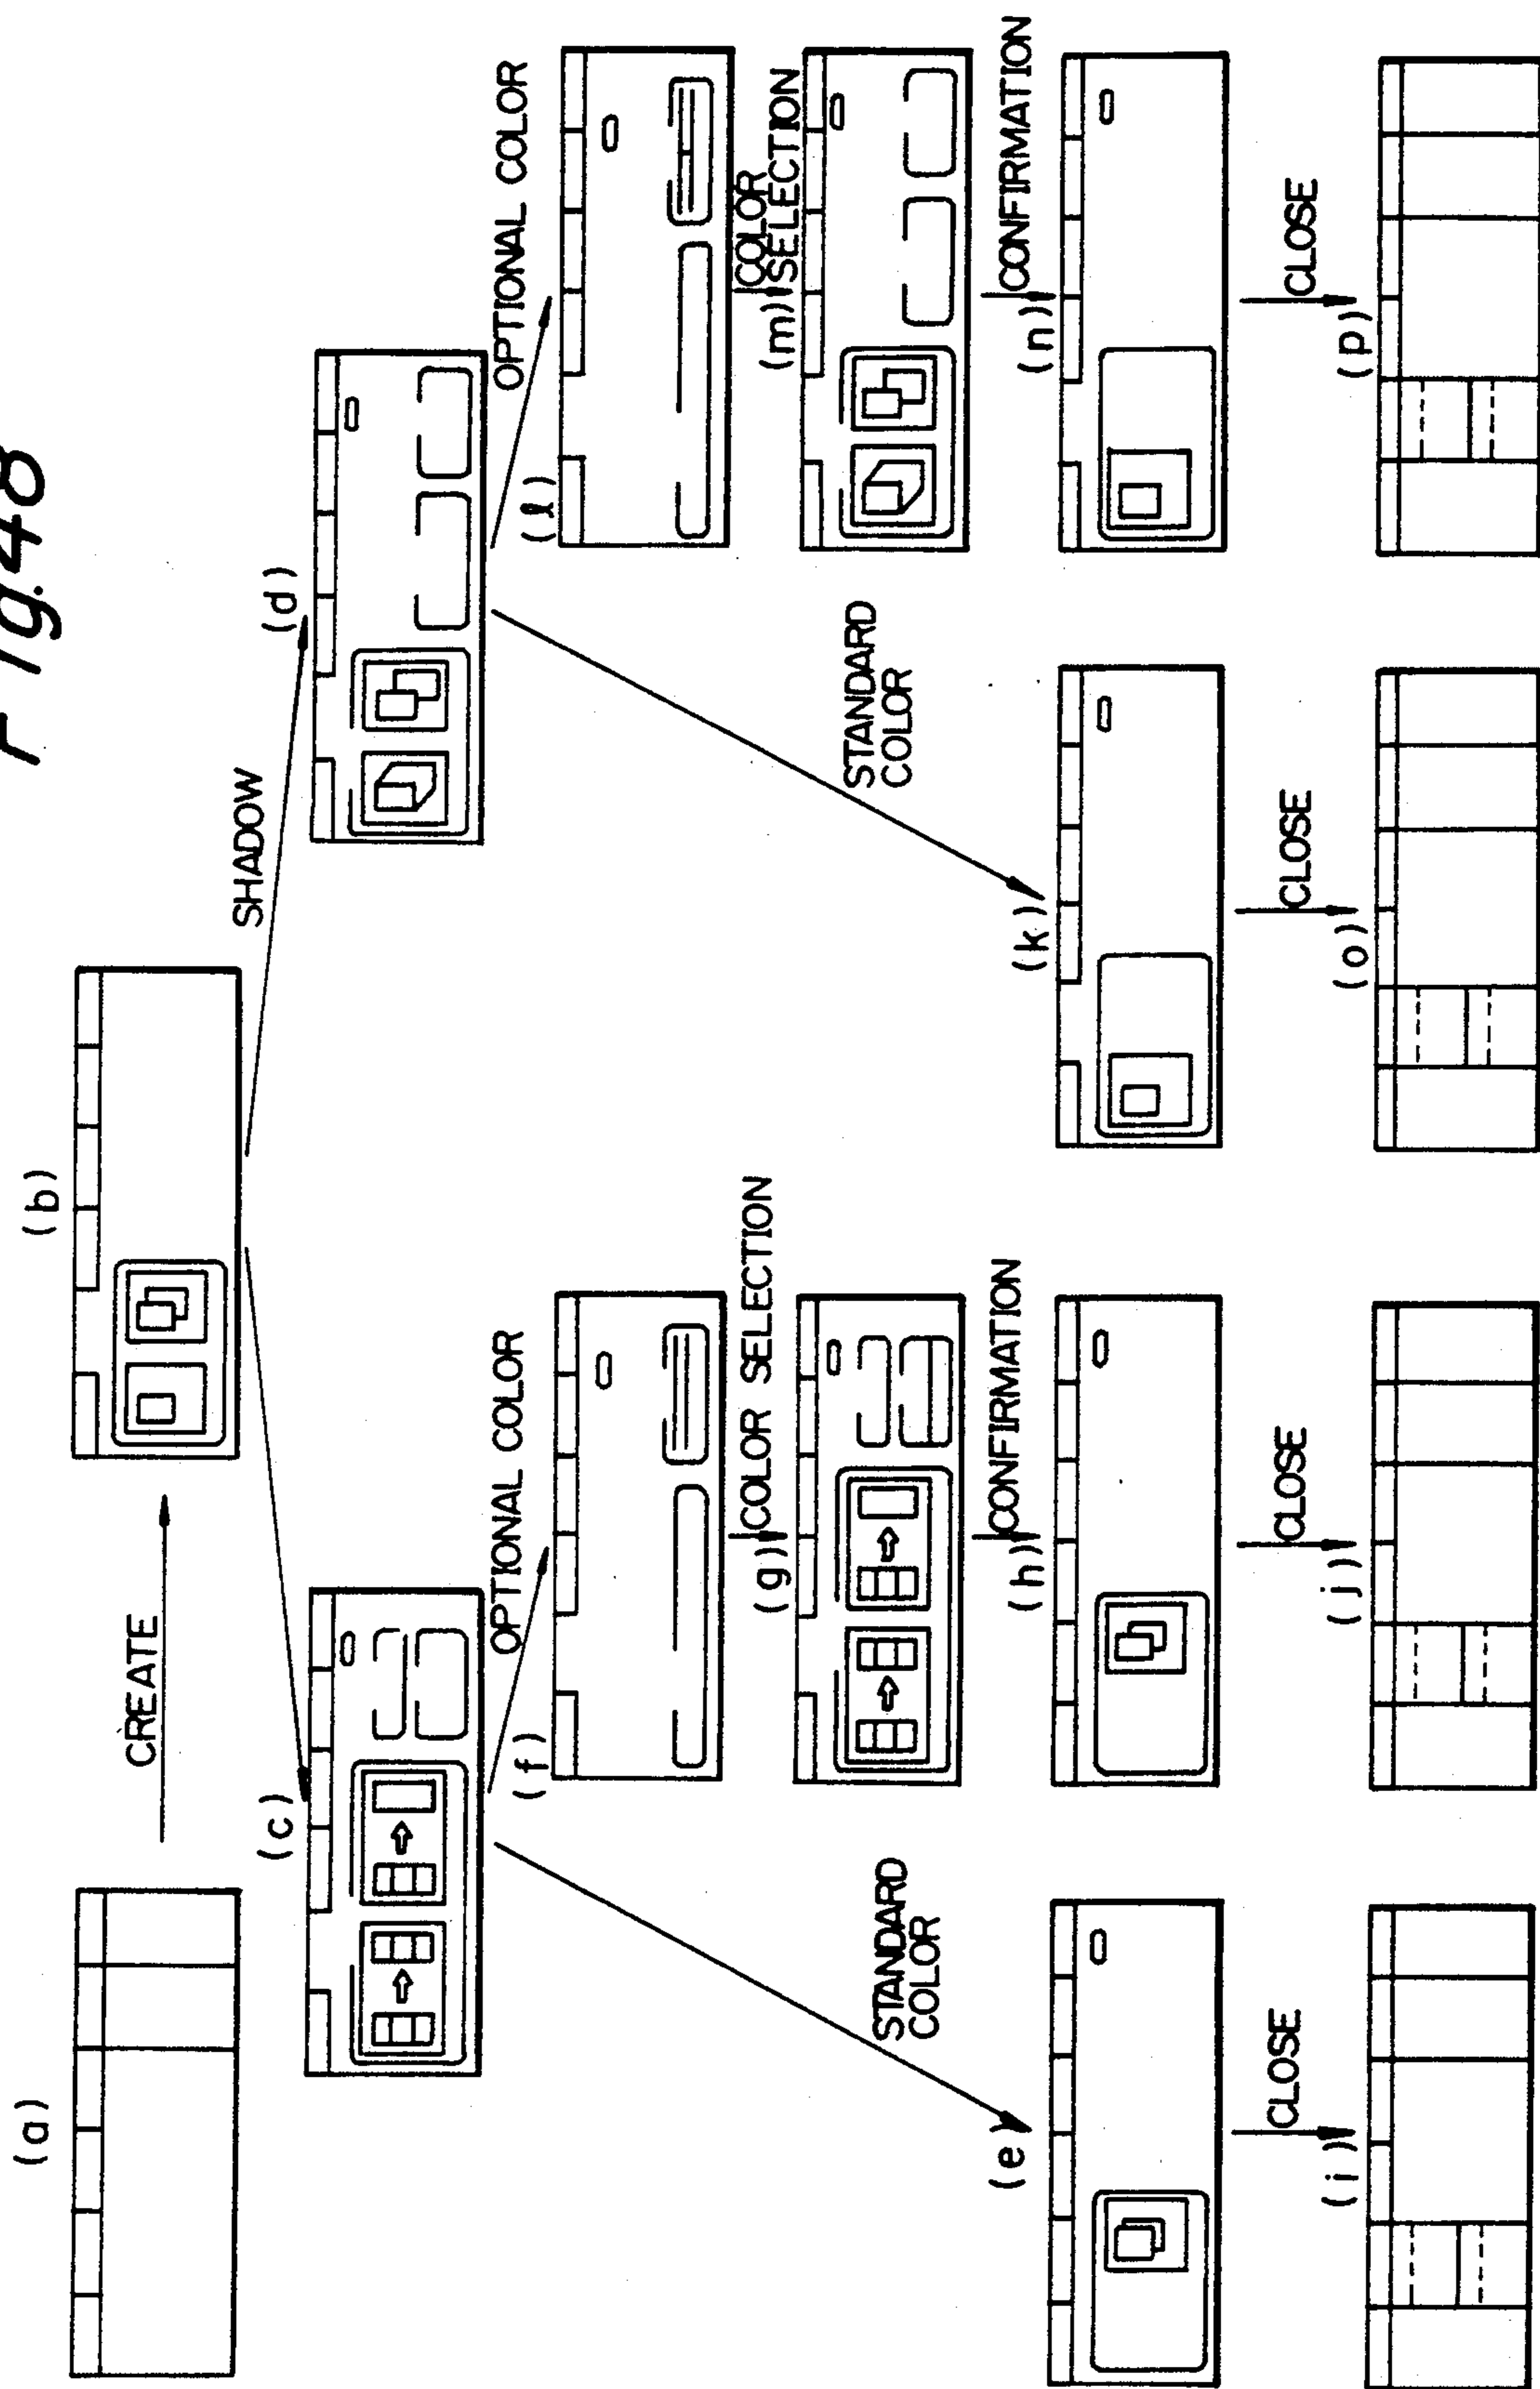 Fig.48
(a)
CREATE
(b)
SHADOW
(c)
(d)
OPTIONAL COLOR
OPTIONAL COLOR
STANDARD
COLOR
STANDARD
COLOR
(f)
(l)
COLOR SELECTION
COLOR
SELECTION
(g)
(m)
CONFIRMATION
CONFIRMATION
(e)
(h)
(k)
(n)
CLOSE
CLOSE
CLOSE
CLOSE
(i)
(j)
(o)
(p)